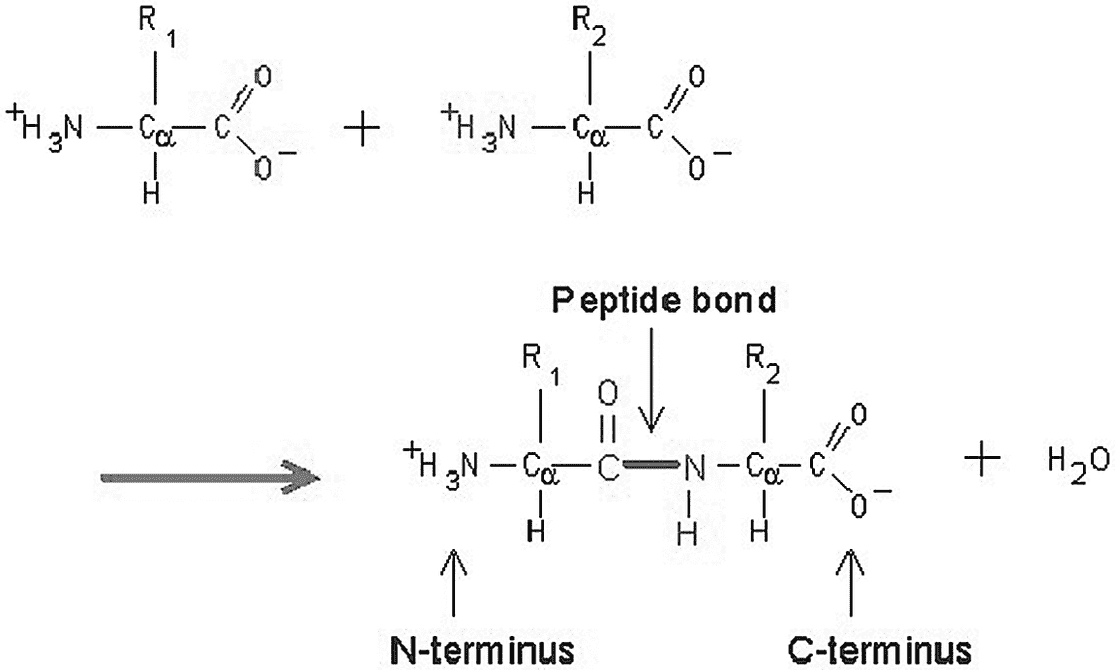 R1 R2
O O
+H3N — Cα — C + +H3N — Cα — C
O− O−
H H
Peptide bond
R1 O R2 O
+H3N — Cα — C N — Cα — C + H2O
H H H O−
N-terminus C-terminus